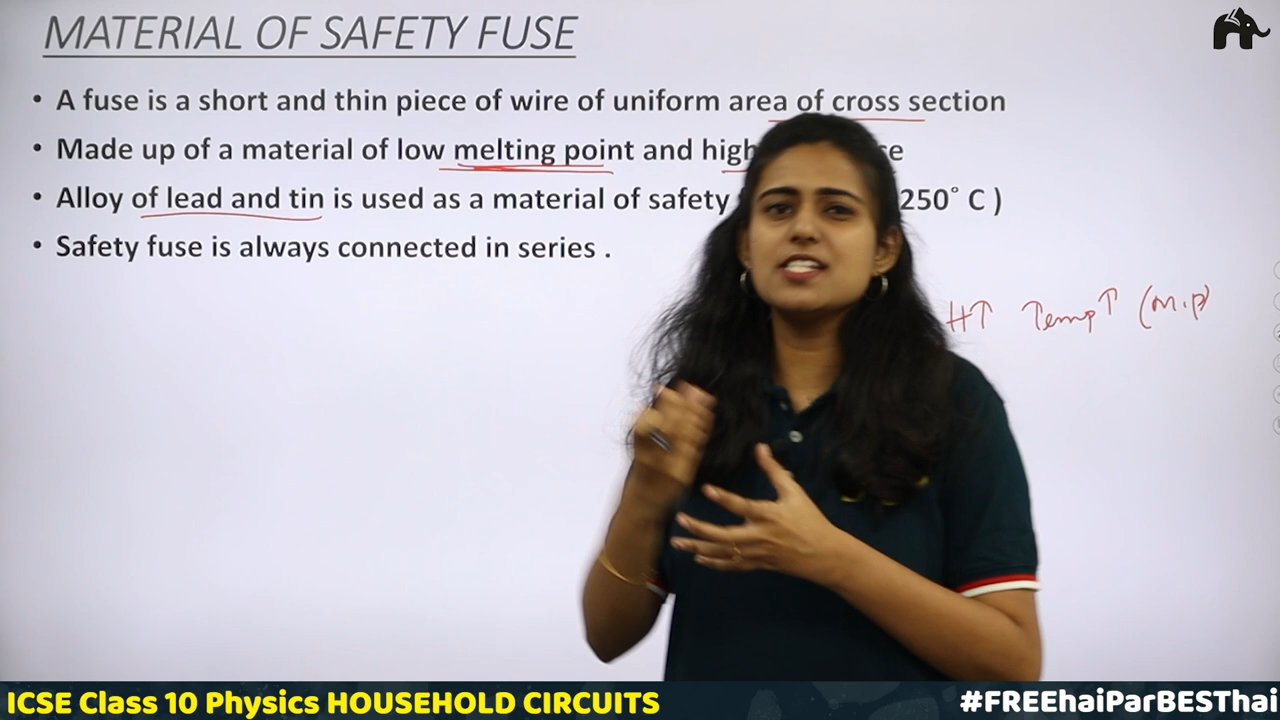 MATERIAL OF SAFETY FUSE
• A fuse is a short and thin piece of wire of uniform area of cross section
• Made up of a material of low melting point and high
• Alloy of lead and tin is used as a material of safety 250° C )
• Safety fuse is always connected in series .
H↑ Temp↑ (M.P)
ICSE Class 10 Physics HOUSEHOLD CIRCUITS
#FREEhaiParBESThai